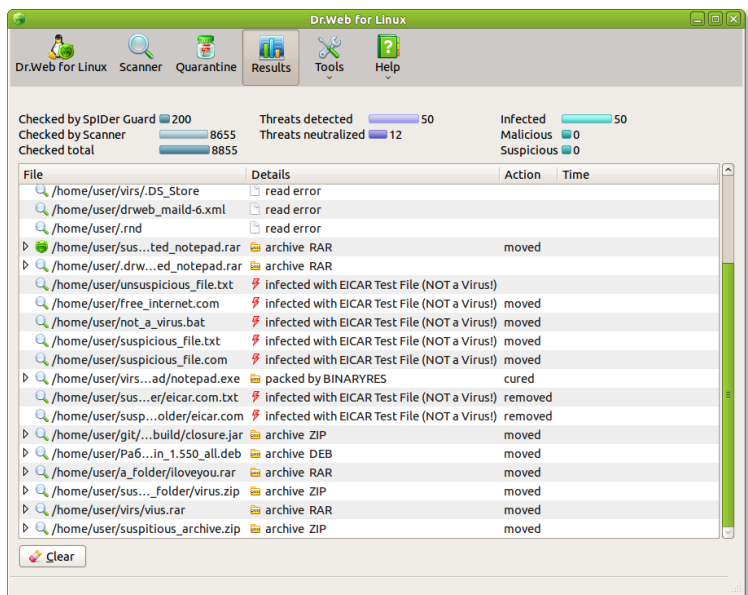 Dr.Web for Linux
Dr.Web for Linux Scanner Quarantine Results Tools Help
Checked by SpIDer Guard 200 Threats detected 50 Infected 50
Checked by Scanner 8655 Threats neutralized 12 Malicious 0
Checked total 8855 Suspicious 0
File Details Action Time
/home/user/virs/.DS_Store read error
/home/user/drweb_maild-6.xml read error
/home/user/.rnd read error
/home/user/sus...ted_notepad.rar archive RAR moved
/home/user/.drw...ed_notepad.rar archive RAR
/home/user/unsuspicious_file.txt infected with EICAR Test File (NOT a Virus!)
/home/user/free_internet.com infected with EICAR Test File (NOT a Virus!) moved
/home/user/not_a_virus.bat infected with EICAR Test File (NOT a Virus!) moved
/home/user/suspicious_file.txt infected with EICAR Test File (NOT a Virus!) moved
/home/user/suspicious_file.com infected with EICAR Test File (NOT a Virus!) moved
/home/user/virs...ad/notepad.exe packed by BINARYRES cured
/home/user/sus...er/eicar.com.txt infected with EICAR Test File (NOT a Virus!) removed
/home/user/susp...older/eicar.com infected with EICAR Test File (NOT a Virus!) removed
/home/user/git/...build/closure.jar archive ZIP moved
/home/user/Раб...in_1.550_all.deb archive DEB moved
/home/user/a_folder/iloveyou.rar archive RAR moved
/home/user/sus..._folder/virus.zip archive ZIP moved
/home/user/virs/vius.rar archive RAR moved
/home/user/suspitious_archive.zip archive ZIP moved
Clear